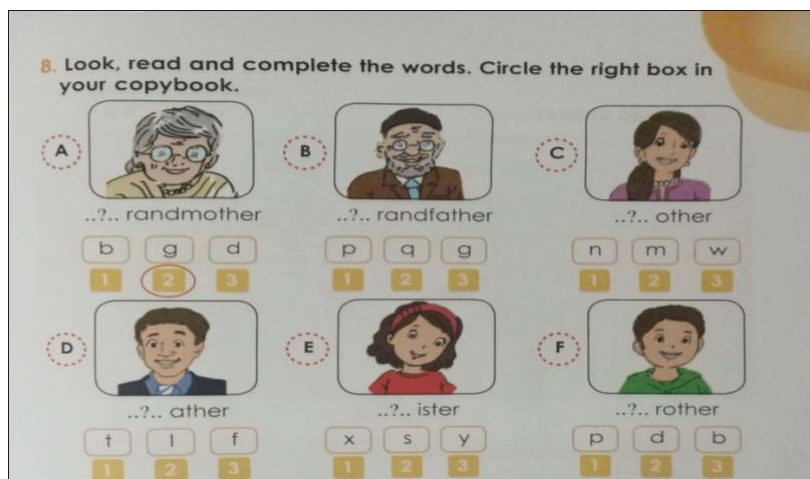 8. Look, read and complete the words. Circle the right box in
your copybook.
A B C
..?.. randmother ..?.. randfather ..?.. other
b g d p q g n m w
1 2 3 1 2 3 1 2 3
D E F
..?.. ather ..?.. ister ..?.. rother
t l f x s y p d b
1 2 3 1 2 3 1 2 3